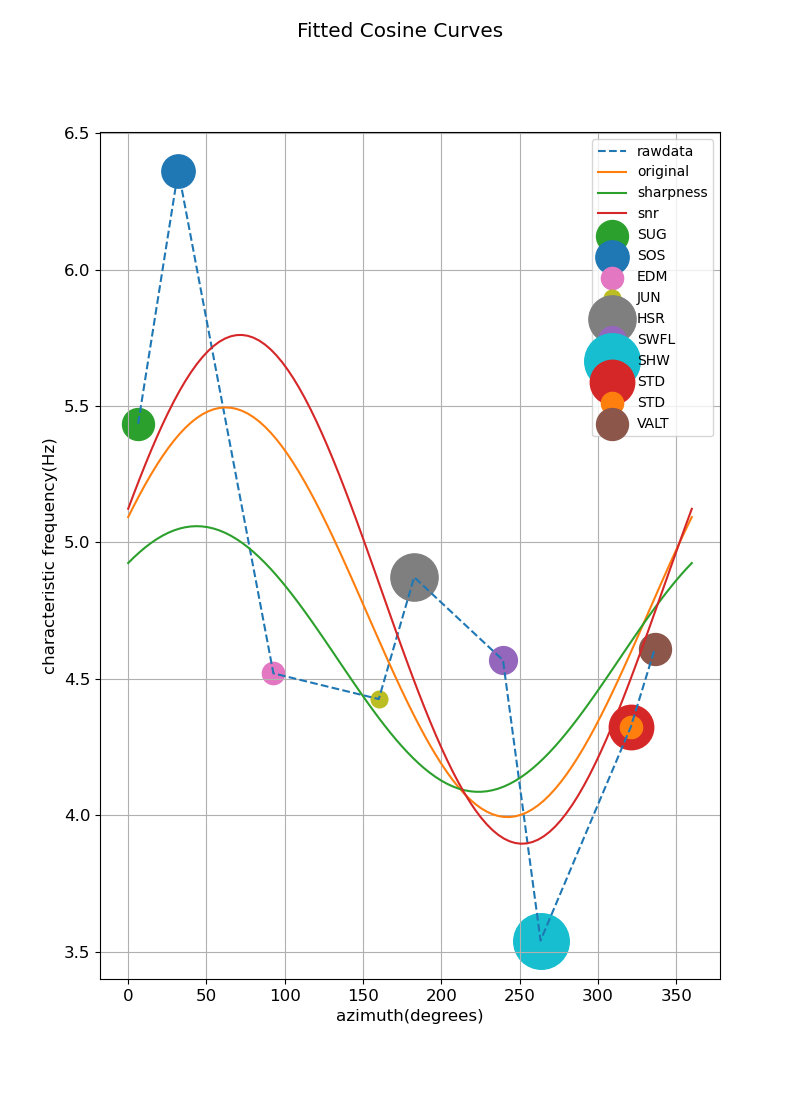 Fitted Cosine Curves
6.5
6.0
5.5
5.0
4.5
4.0
3.5
characteristic frequency(Hz)
rawdata
original
sharpness
snr
SUG
SOS
EDM
JUN
HSR
SWFL
SHW
STD
STD
VALT
0 50 100 150 200 250 300 350
azimuth(degrees)